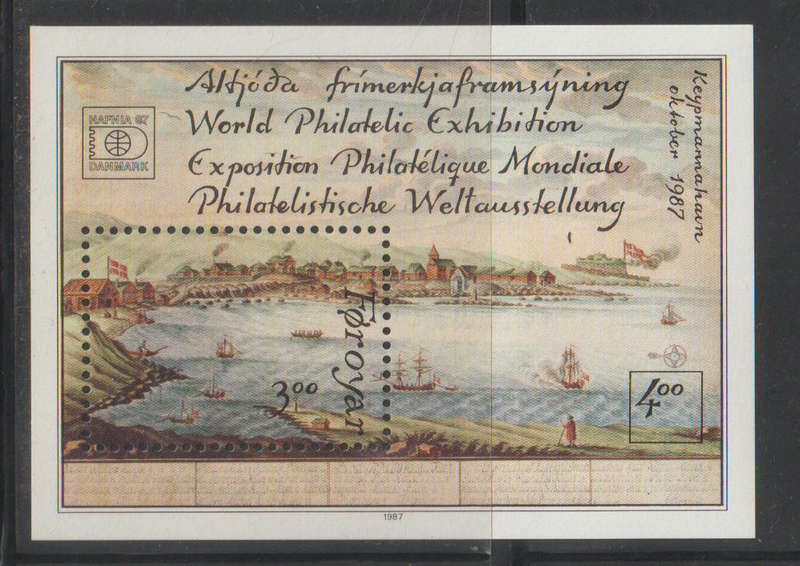 HAFNIA 87
DANMARK
Altjóða frímerkjaframsýning
World Philatelic Exhibition
Exposition Philatélique Mondiale
Philatelistische Weltausstellung
Keypmannahavn
oktober 1987
Føroyar
3⁰⁰
4⁰⁰
1987